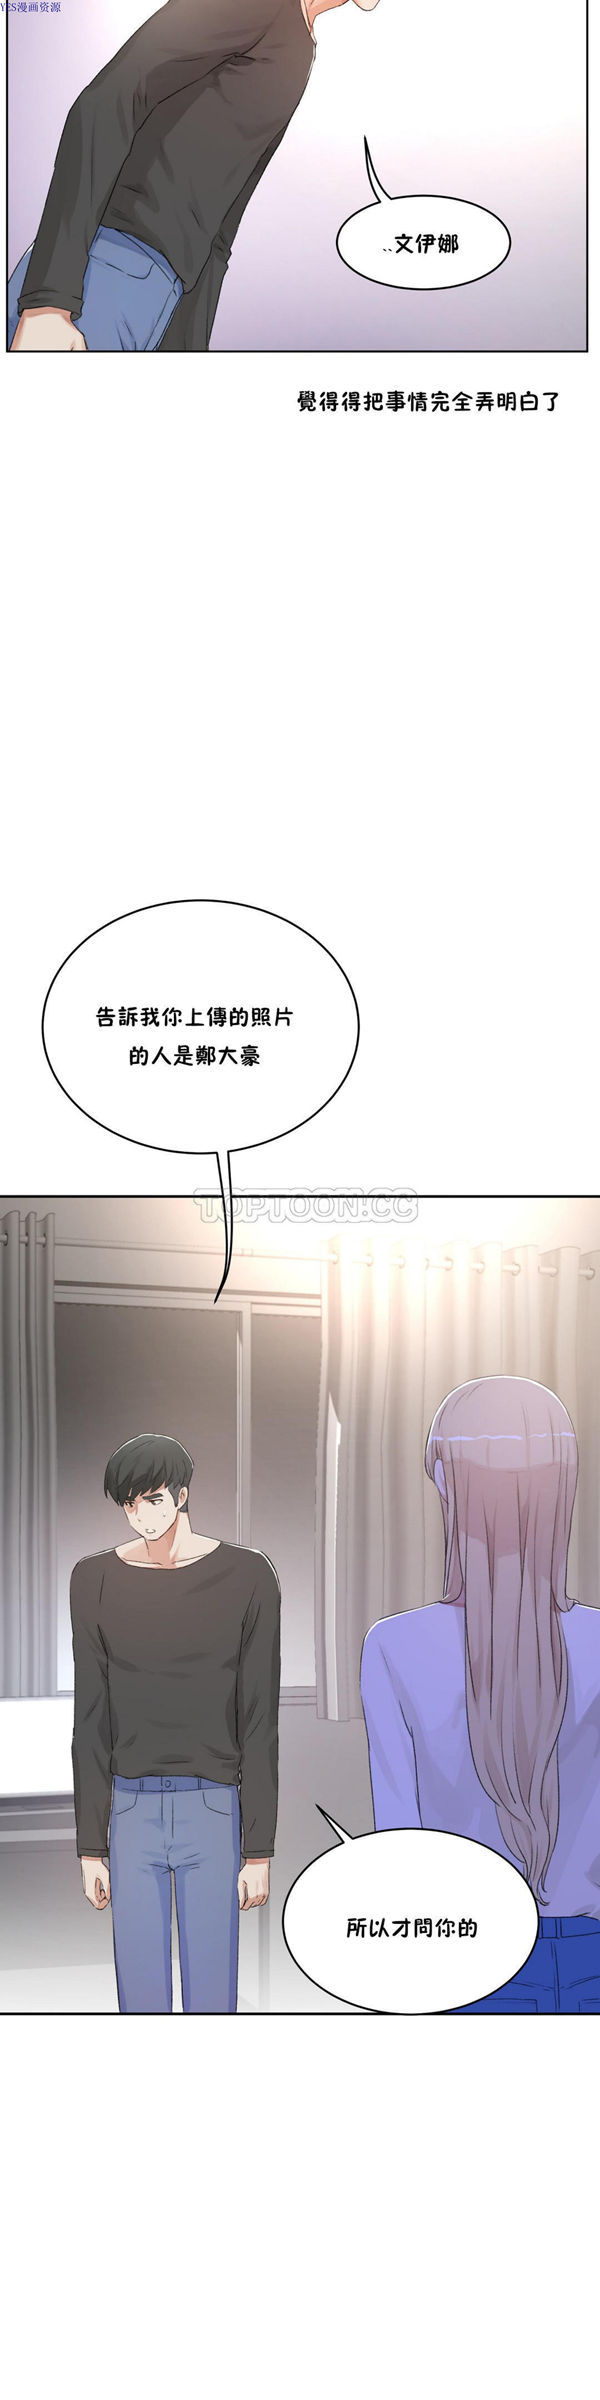 YES漫画资源
..文伊娜
覺得得把事情完全弄明白了
告訴我你上傳的照片
的人是鄭大豪
TOPTOON.CC
所以才問你的